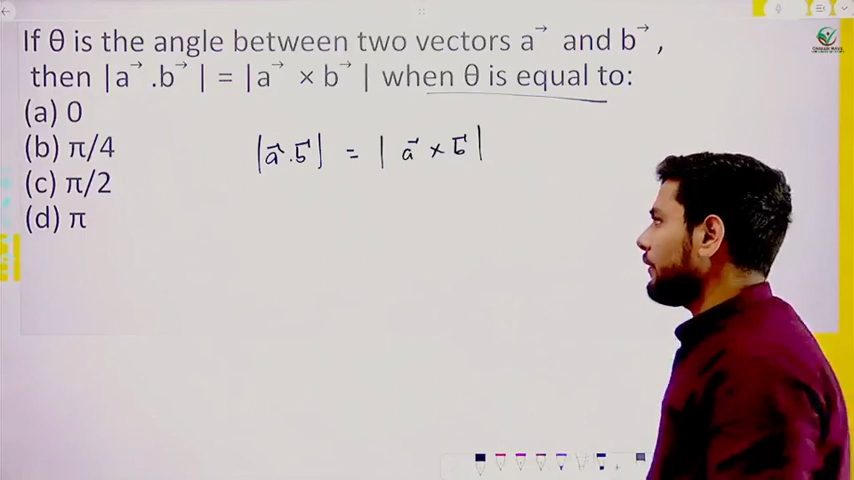 If θ is the angle between two vectors a⃗ and b⃗ ,
then |a⃗ .b⃗ | = |a⃗ × b⃗ | when θ is equal to:
(a) 0
(b) π/4
(c) π/2
(d) π
|a⃗ . b⃗| = | a⃗ × b⃗ |